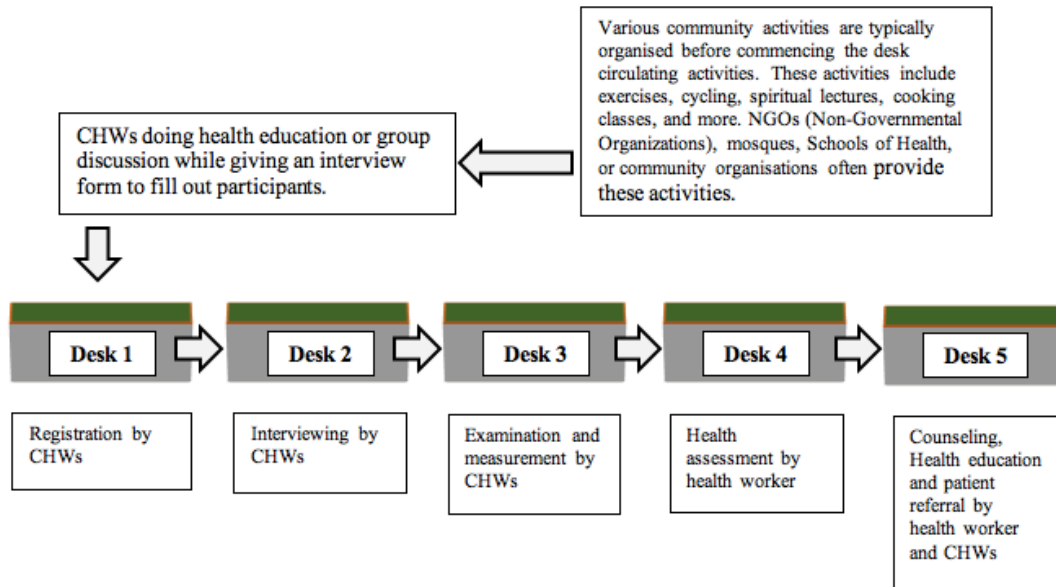 Various community activities are typically
organised before commencing the desk
circulating activities. These activities include
exercises, cycling, spiritual lectures, cooking
classes, and more. NGOs (Non-Governmental
Organizations), mosques, Schools of Health,
or community organisations often provide
these activities.
CHWs doing health education or group
discussion while giving an interview
form to fill out participants.
Desk 1
Desk 2
Desk 3
Desk 4
Desk 5
Registration by
CHWs
Interviewing by
CHWs
Examination and
measurement by
CHWs
Health
assessment by
health worker
Counseling,
Health education
and patient
referral by
health worker
and CHWs